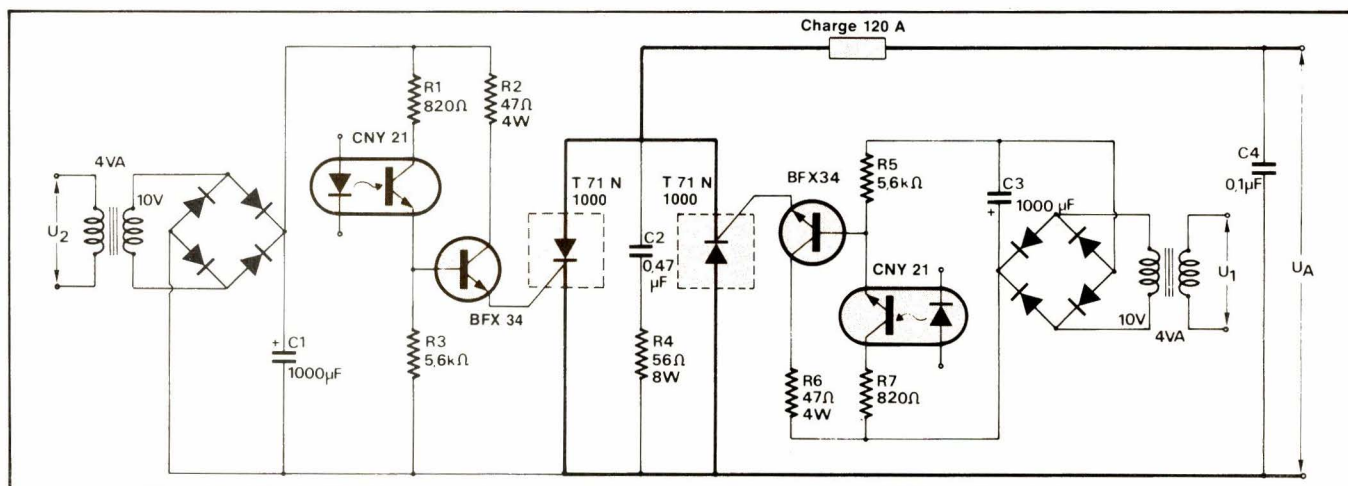 Charge 120 A
R1
820Ω
R2
47Ω
4W
CNY 21
4VA
10V
U2
T 71 N
1000
T 71 N
1000
C2
0,47
µF
BFX34
R5
5,6kΩ
C3
1000 µF
+
C4
0,1µF
UA
U1
CNY 21
10V
4VA
BFX 34
+
C1
1000µF
R3
5,6kΩ
R4
56Ω
8W
R6
47Ω
4W
R7
820Ω